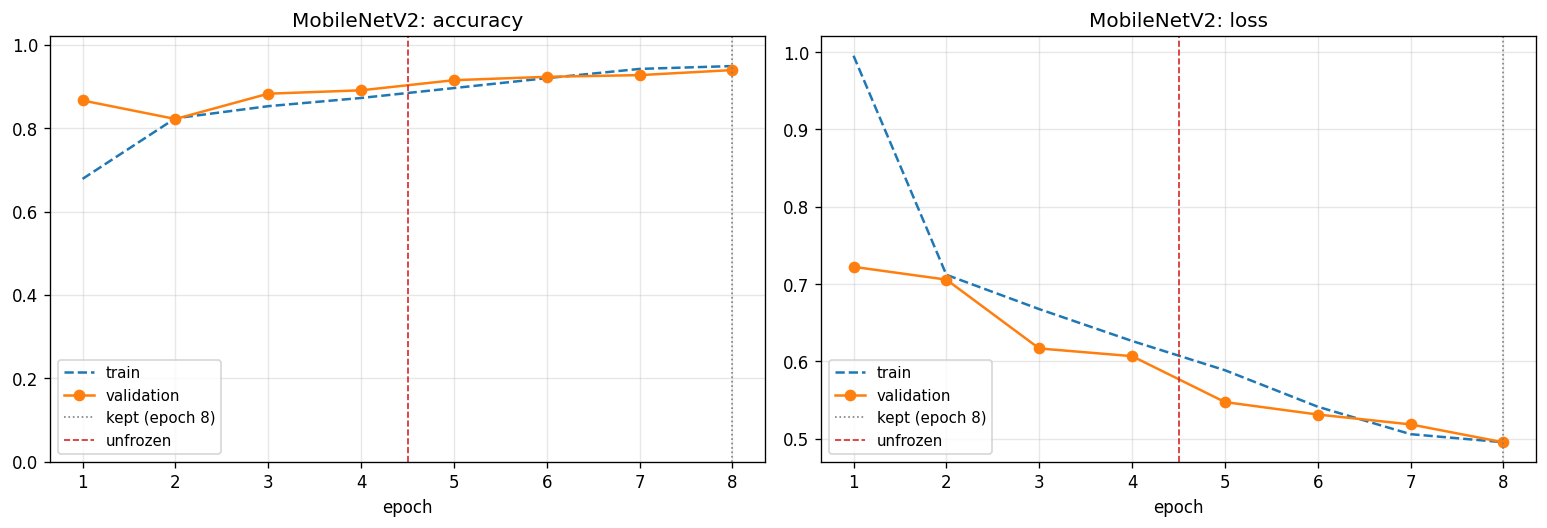 MobileNetV2: accuracy
1.0
0.8
0.6
0.4
0.2
0.0
train
validation
kept (epoch 8)
unfrozen
1 2 3 4 5 6 7 8
epoch
MobileNetV2: loss
1.0
0.9
0.8
0.7
0.6
0.5
train
validation
kept (epoch 8)
unfrozen
1 2 3 4 5 6 7 8
epoch